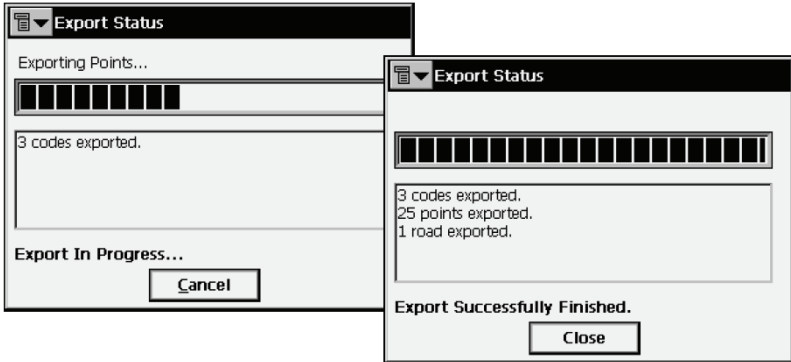 Export Status
Exporting Points...
3 codes exported.
Export In Progress...
Cancel
Export Status
3 codes exported.
25 points exported.
1 road exported.
Export Successfully Finished.
Close